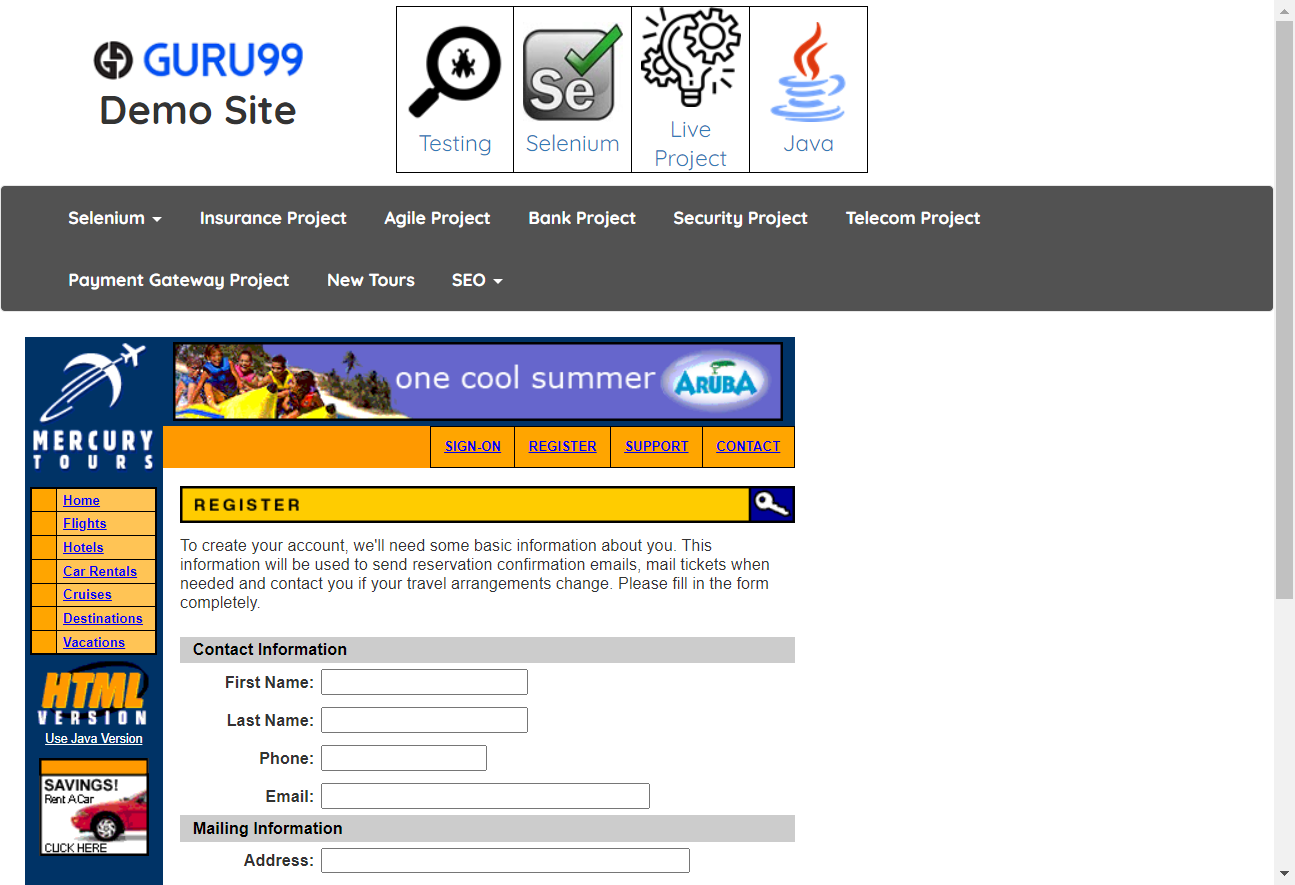 GURU99
Demo Site
Testing
Se
Selenium
Live
Project
Java
Selenium
Insurance Project
Agile Project
Bank Project
Security Project
Telecom Project
Payment Gateway Project
New Tours
SEO
one cool summer
ARUBA
MERCURY
TOURS
SIGN-ON
REGISTER
SUPPORT
CONTACT
Home
Flights
Hotels
Car Rentals
Cruises
Destinations
Vacations
HTML
VERSION
Use Java Version
SAVINGS!
Rent A Car
CLICK HERE
REGISTER
To create your account, we'll need some basic information about you. This
information will be used to send reservation confirmation emails, mail tickets when
needed and contact you if your travel arrangements change. Please fill in the form
completely.
Contact Information
First Name:
Last Name:
Phone:
Email:
Mailing Information
Address: